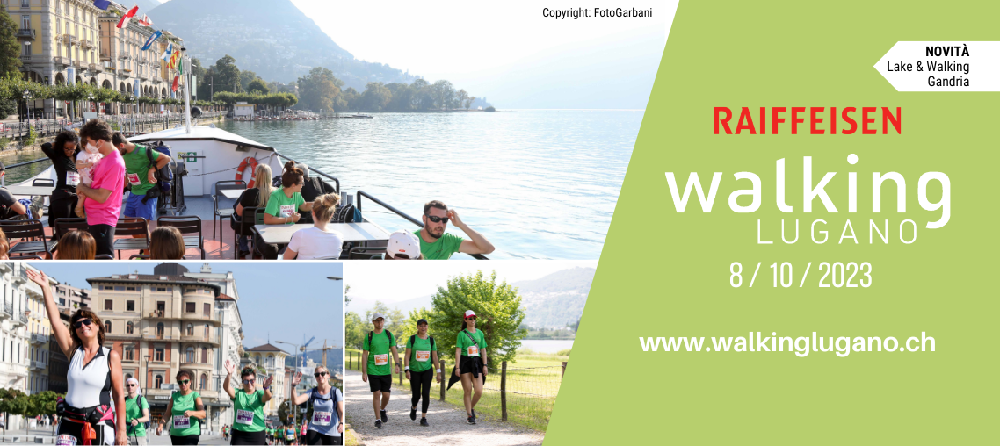 Copyright: FotoGarbani
NOVITÀ
Lake & Walking
Gandria
RAIFFEISEN
walking
LUGANO
8 / 10 / 2023
www.walkinglugano.ch